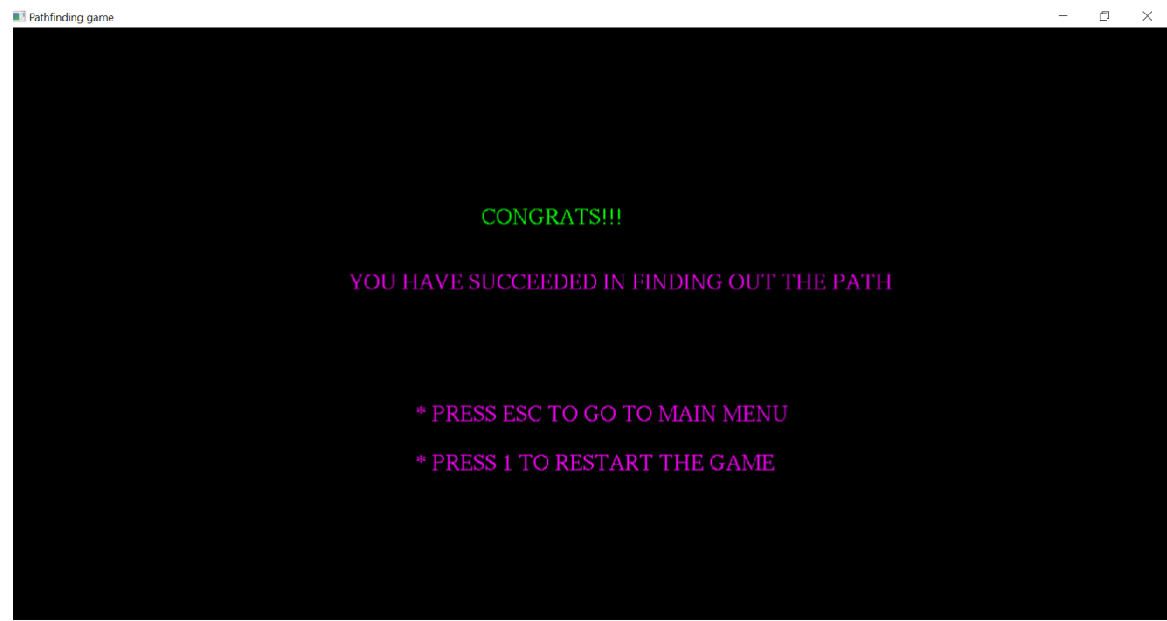 Pathfinding game
CONGRATS!!!
YOU HAVE SUCCEEDED IN FINDING OUT THE PATH
* PRESS ESC TO GO TO MAIN MENU
* PRESS 1 TO RESTART THE GAME